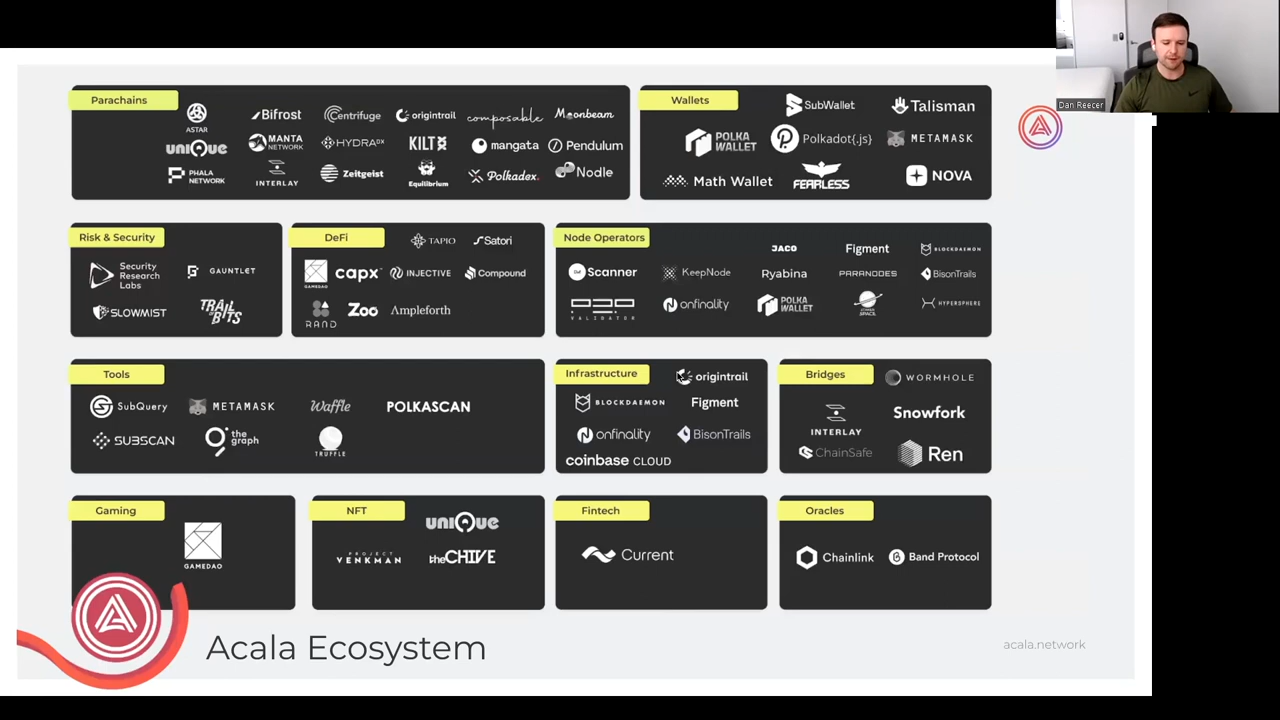 Dan Reecer
Parachains
ASTAR
Bifrost
Centrifuge
origintrail
composable
Moonbeam
UNIQUE
MANTA NETWORK
HYDRADX
KILT
mangata
Pendulum
PHALA NETWORK
INTERLAY
Zeitgeist
Equilibrium
Polkadex.
Nodle
Wallets
SubWallet
Talisman
POLKA WALLET
Polkadot{.js}
METAMASK
Math Wallet
FEARLESS
NOVA
Risk & Security
Security
Research
Labs
GAUNTLET
SLOWMIST
TRAIL OF BITS
DeFi
TAPIO
Satori
GAMEDAO
capx
INJECTIVE
Compound
RAND
Zoo
Ampleforth
Node Operators
JACO
Figment
BLOCKDAEMON
Scanner
KeepNode
Ryabina
PARANODES
BisonTrails
VALIDATOR
onfinality
POLKA WALLET
HYPERSPHERE
Tools
SubQuery
METAMASK
Waffle
POLKASCAN
SUBSCAN
the graph
TRUFFLE
Infrastructure
origintrail
BLOCKDAEMON
Figment
onfinality
BisonTrails
coinbase CLOUD
Bridges
WORMHOLE
INTERLAY
Snowfork
ChainSafe
Ren
Gaming
GAMEDAO
NFT
UNIQUE
PROJECT
VENKMAN
theCHIVE
Fintech
Current
Oracles
Chainlink
Band Protocol
Acala Ecosystem
acala.network